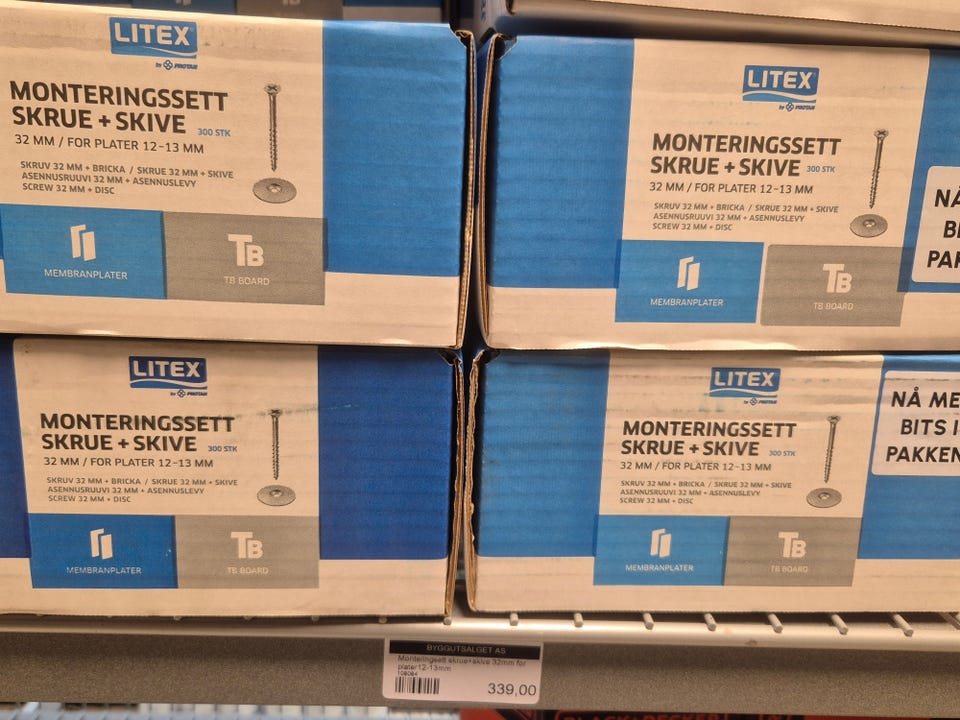 LITEX
by PROTAN
MONTERINGSSETT
SKRUE + SKIVE 300 STK
32 MM / FOR PLATER 12-13 MM
SKRUV 32 MM + BRICKA / SKRUE 32 MM + SKIVE
ASENNUSRUUVI 32 MM + ASENNUSLEVY
SCREW 32 MM + DISC
MEMBRANPLATER
TB
TB BOARD
LITEX
by PROTAN
MONTERINGSSETT
SKRUE + SKIVE 300 STK
32 MM / FOR PLATER 12-13 MM
SKRUV 32 MM + BRICKA / SKRUE 32 MM + SKIVE
ASENNUSRUUVI 32 MM + ASENNUSLEVY
SCREW 32 MM + DISC
MEMBRANPLATER
TB
TB BOARD
NÅ
BI
PAK
LITEX
by PROTAN
MONTERINGSSETT
SKRUE + SKIVE 300 STK
32 MM / FOR PLATER 12-13 MM
SKRUV 32 MM + BRICKA / SKRUE 32 MM + SKIVE
ASENNUSRUUVI 32 MM + ASENNUSLEVY
SCREW 32 MM + DISC
MEMBRANPLATER
TB
TB BOARD
LITEX
by PROTAN
MONTERINGSSETT
SKRUE + SKIVE 300 STK
32 MM / FOR PLATER 12-13 MM
SKRUV 32 MM + BRICKA / SKRUE 32 MM + SKIVE
ASENNUSRUUVI 32 MM + ASENNUSLEVY
SCREW 32 MM + DISC
MEMBRANPLATER
TB
TB BOARD
NÅ ME
BITS I
PAKKEN
BYGGUTSALGET AS
Monteringsett skrue+skive 32mm for
plater12-13mm
108084
339,00